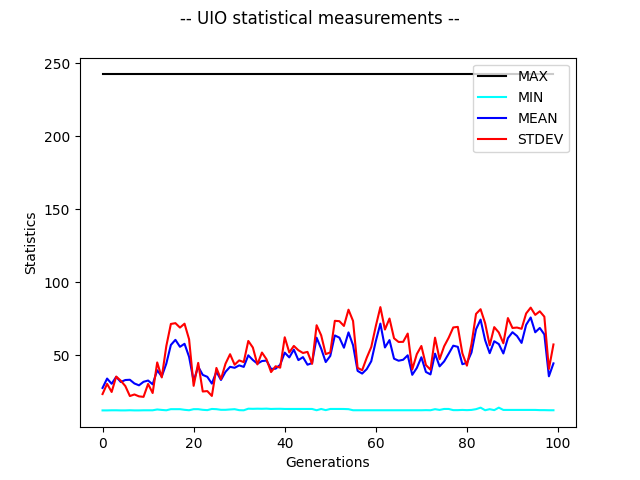 -- UIO statistical measurements --
250
200
150
100
50
Statistics
MAX
MIN
MEAN
STDEV
0
20
40
60
80
100
Generations